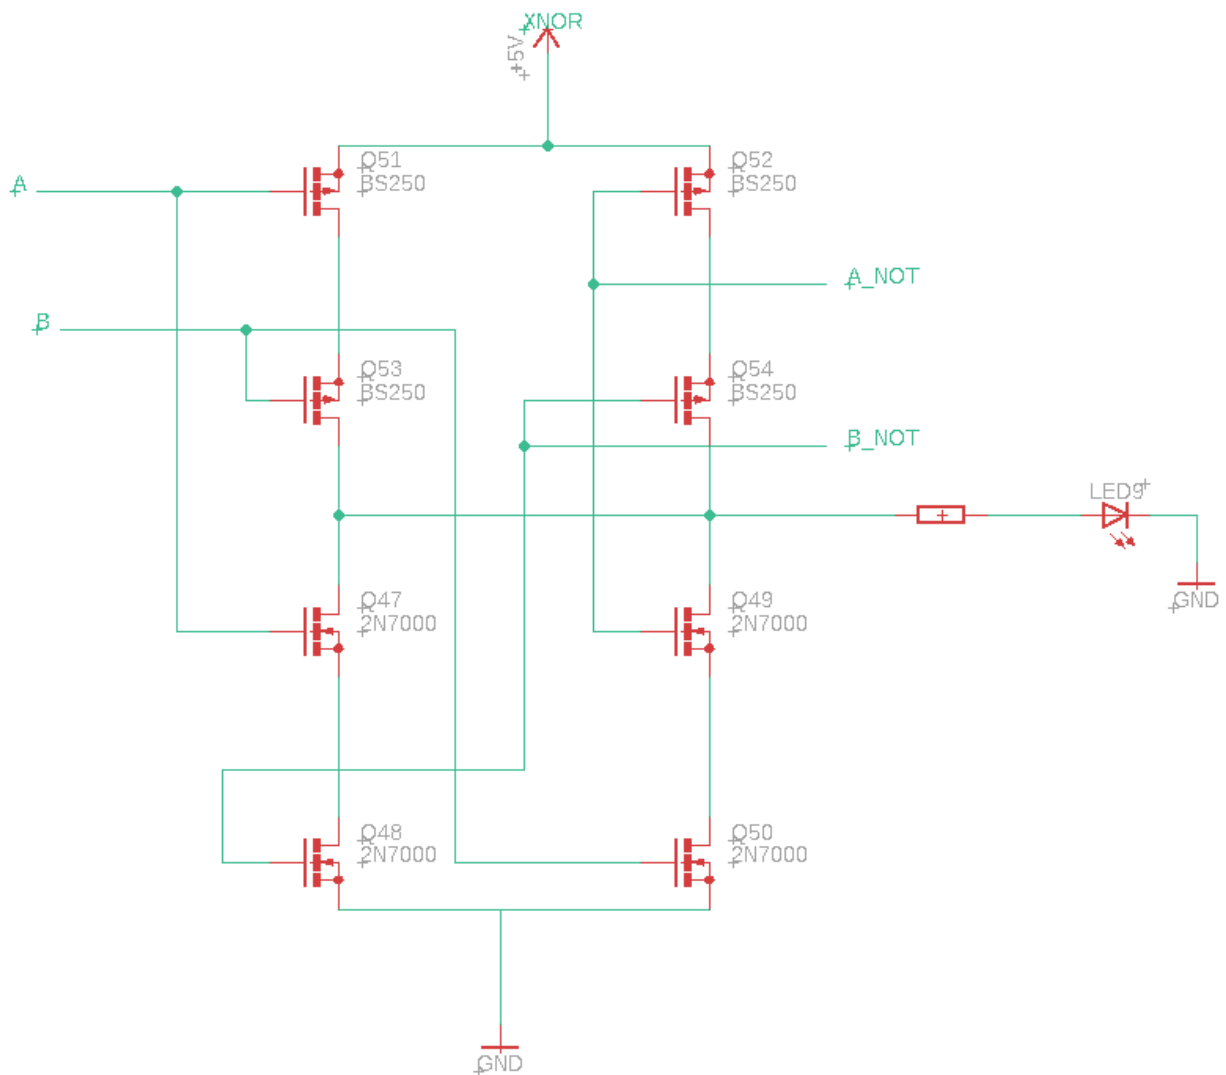 XNOR
+5V
Q51
BS250
Q52
BS250
A
A_NOT
B
Q53
BS250
Q54
BS250
B_NOT
LED9
Q47
2N7000
Q49
2N7000
GND
Q48
2N7000
Q50
2N7000
GND